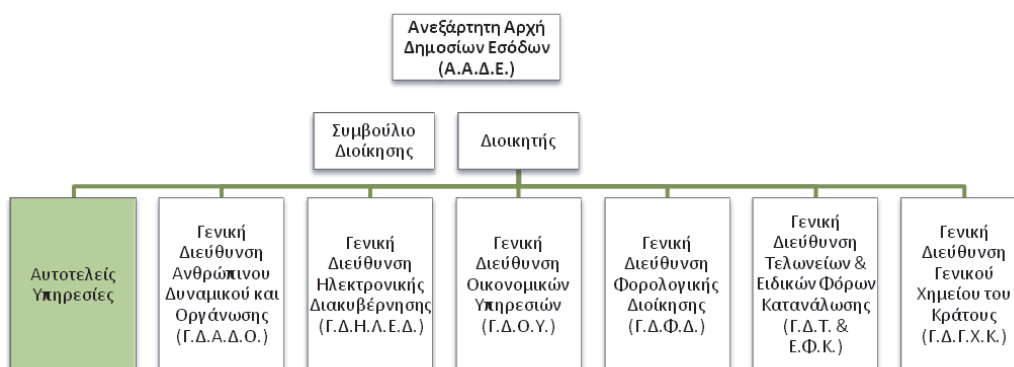 Ανεξάρτητη Αρχή
Δημοσίων Εσόδων
(Α.Α.Δ.Ε.)
Συμβούλιο
Διοίκησης
Διοικητής
Αυτοτελείς
Υπηρεσίες
Γενική
Διεύθυνση
Ανθρώπινου
Δυναμικού και
Οργάνωσης
(Γ.Δ.Α.Δ.Ο.)
Γενική
Διεύθυνση
Ηλεκτρονικής
Διακυβέρνησης
(Γ.Δ.Η.Λ.Ε.Δ.)
Γενική
Διεύθυνση
Οικονομικών
Υπηρεσιών
(Γ.Δ.Ο.Υ.)
Γενική
Διεύθυνση
Φορολογικής
Διοίκησης
(Γ.Δ.Φ.Δ.)
Γενική
Διεύθυνση
Τελωνείων &
Ειδικών Φόρων
Κατανάλωσης
(Γ.Δ.Τ. &
Ε.Φ.Κ.)
Γενική
Διεύθυνση
Γενικού
Χημείου του
Κράτους
(Γ.Δ.Γ.Χ.Κ.)